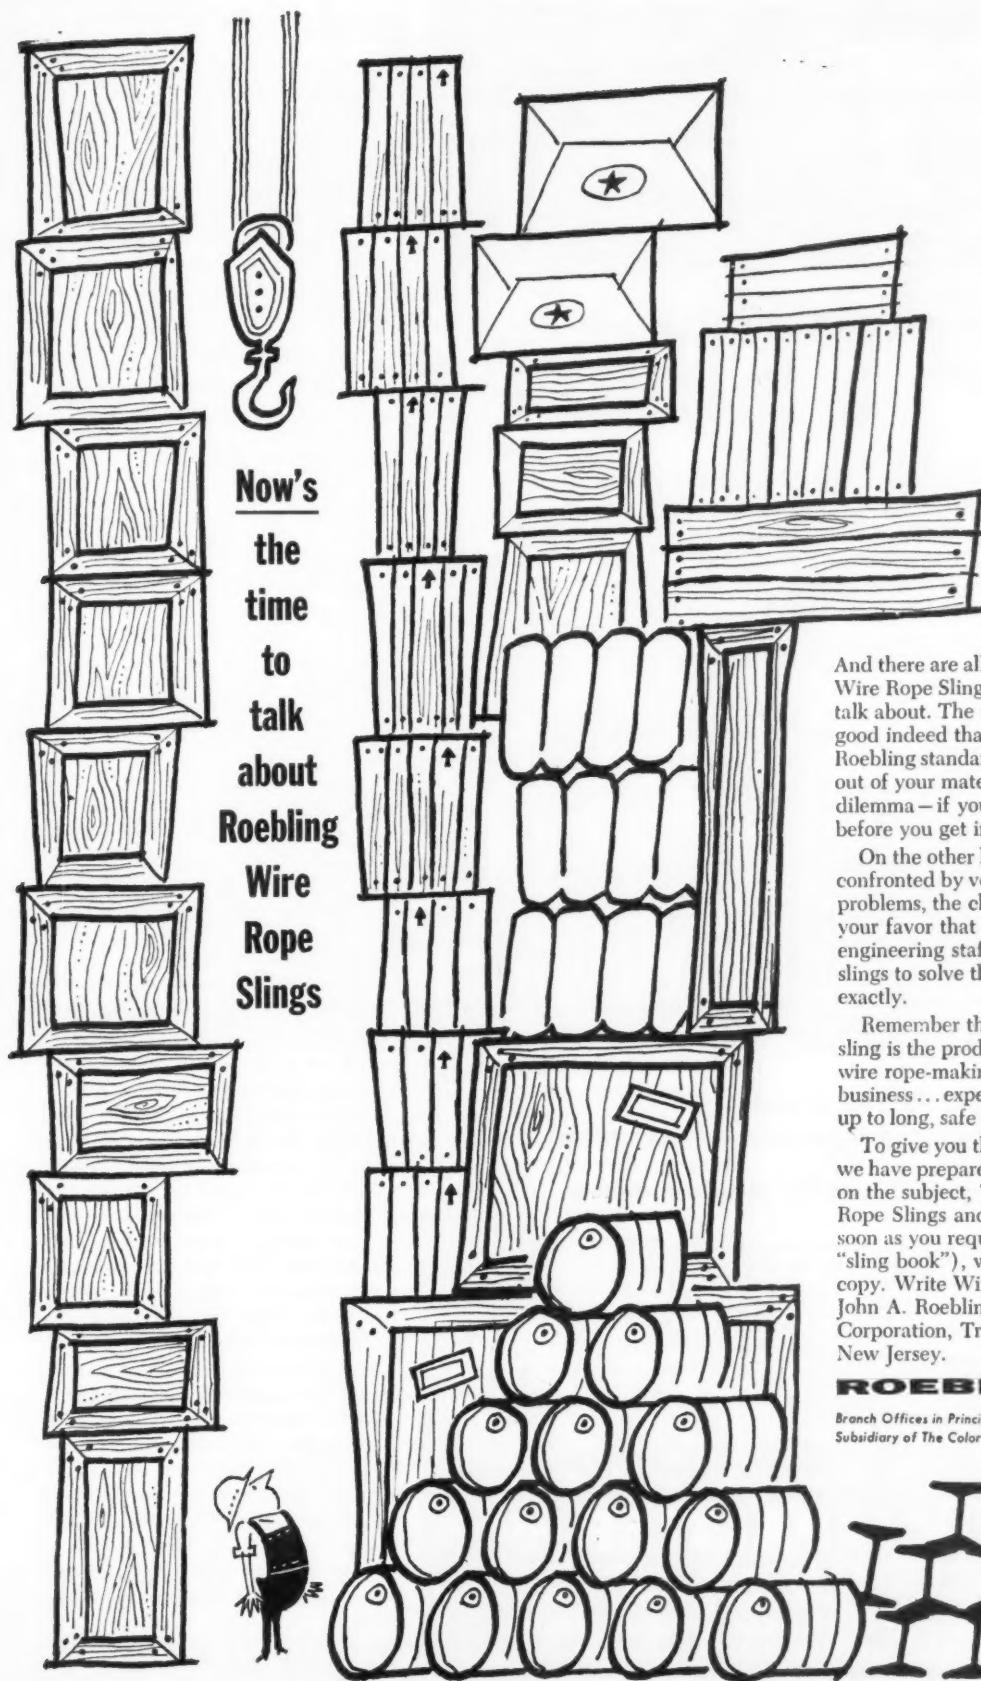 Now's
the
time
to
talk
about
Roebling
Wire
Rope
Slings
And there are all
Wire Rope Sling
talk about. The
good indeed tha
Roebling standa
out of your mate
dilemma – if you
before you get in
On the other
confronted by v
problems, the c
your favor that
engineering staf
slings to solve th
exactly.
Remember th
sling is the prod
wire rope-makin
business... expe
up to long, safe
To give you th
we have prepare
on the subject,
Rope Slings and
soon as you requ
"sling book"), v
copy. Write Wi
John A. Roeblin
Corporation, Tr
New Jersey.
ROEB
Branch Offices in Princi
Subsidiary of The Color